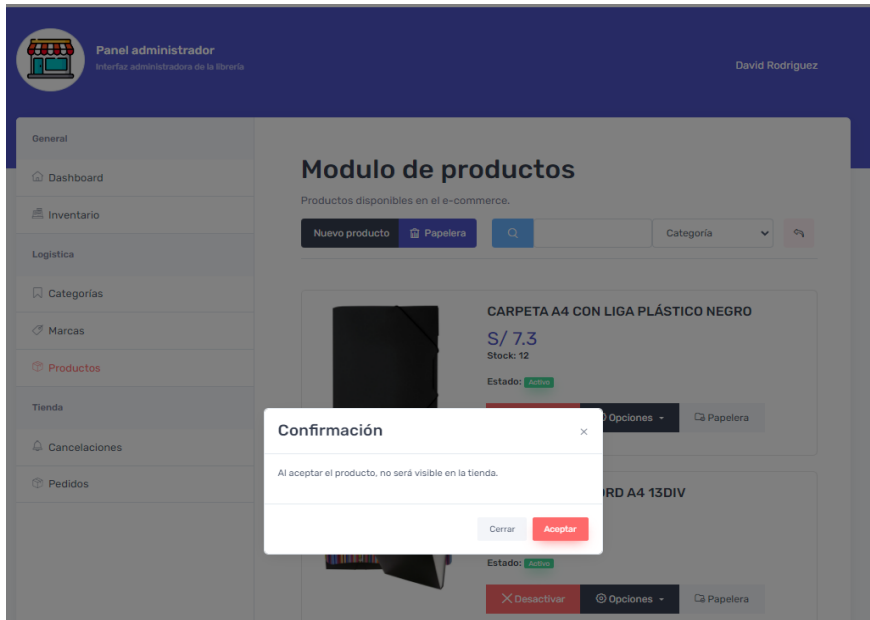 Panel administrador
Interfaz administradora de la librería
David Rodriguez
General
Dashboard
Inventario
Logística
Categorías
Marcas
Productos
Tienda
Cancelaciones
Pedidos
Modulo de productos
Productos disponibles en el e-commerce.
Nuevo producto Papelera Categoría
CARPETA A4 CON LIGA PLÁSTICO NEGRO
S/ 7.3
Stock: 12
Estado: Activo
Opciones Papelera
Confirmación ×
Al aceptar el producto, no será visible en la tienda.
Cerrar Aceptar
A4 13DIV
Estado: Activo
Desactivar Opciones Papelera